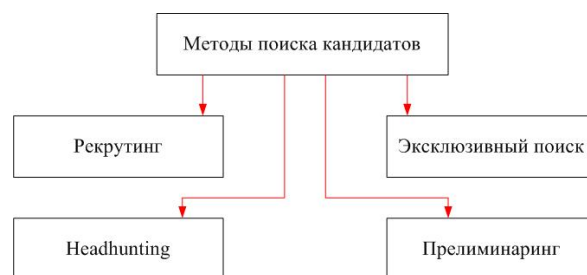 Методы поиска кандидатов
Рекрутинг
Эксклюзивный поиск
Headhunting
Прелиминаринг